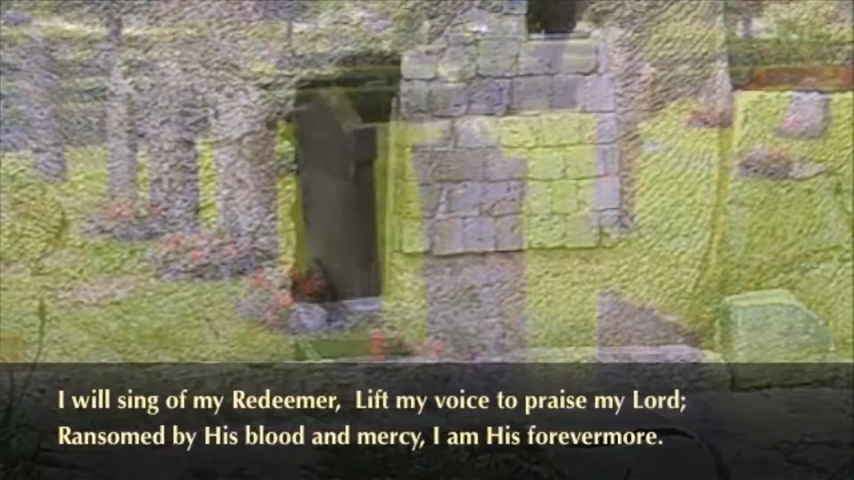 I will sing of my Redeemer,  Lift my voice to praise my Lord;
Ransomed by His blood and mercy, I am His forevermore.